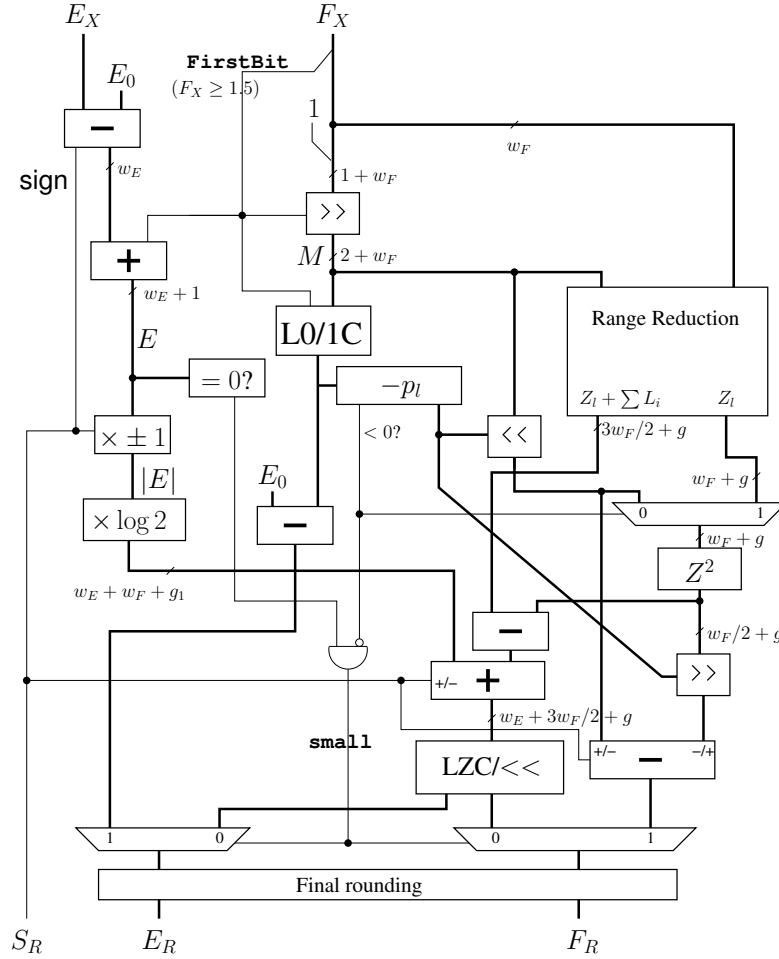 E_X F_X
FirstBit
E_0 (F_X ≥ 1.5)
1
−
w_F
sign w_E
1 + w_F
>>
+ M 2 + w_F
w_E + 1
Range Reduction
E L0/1C
= 0? −p_l
Z_l + ∑ L_i Z_l
× ± 1 < 0? << 3w_F/2 + g
|E| E_0 w_F + g
× log 2 − 0 1
w_F + g
Z^2
w_E + w_F + g_1
− w_F/2 + g
+/− + >>
w_E + 3w_F/2 + g
small +/− − −/+
LZC/<<
1 0 0 1
Final rounding
S_R E_R F_R